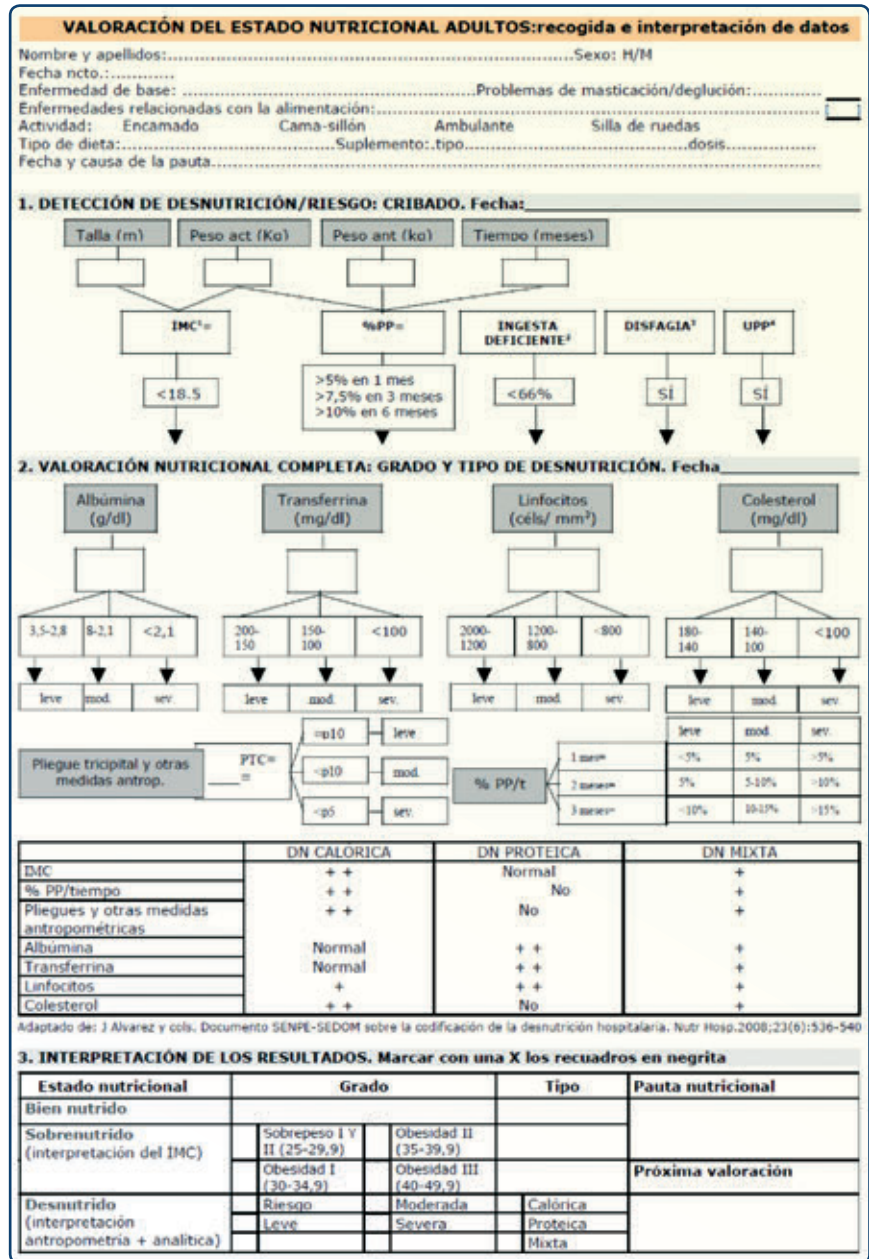 VALORACIÓN DEL ESTADO NUTRICIONAL ADULTOS:recogida e interpretación de datos
Nombre y apellidos:..............................................................................Sexo: H/M
Fecha ncto.:............
Enfermedad de base: ........................................................Problemas de masticación/deglución:.............
Enfermedades relacionadas con la alimentación:.....................................................................................
Actividad: Encamado Cama-sillón Ambulante Silla de ruedas
Tipo de dieta:.........................................Suplemento:.tipo...........................................dosis..................
Fecha y causa de la pauta.....................................................................................................................
1. DETECCIÓN DE DESNUTRICIÓN/RIESGO: CRIBADO. Fecha:
Talla (m) Peso act (Kg) Peso ant (kg) Tiempo (meses)
IMC¹= %PP= INGESTA DEFICIENTE² DISFAGIA³ UPP⁴
<18.5
>5% en 1 mes
>7,5% en 3 meses
>10% en 6 meses
<66% SÍ SÍ
2. VALORACIÓN NUTRICIONAL COMPLETA: GRADO Y TIPO DE DESNUTRICIÓN. Fecha
Albúmina (g/dl) Transferrina (mg/dl) Linfocitos (céls/ mm³) Colesterol (mg/dl)
3,5-2,8 8-2,1 <2,1 200-150 150-100 <100 2000-1200 1200-800 <800 180-140 140-100 <100
leve mod. sev. leve mod. sev. leve mod. sev. leve mod. sev.
Pliegue tricipital y otras medidas antrop.
PTC=
=
=p10 leve
<p10 mod.
<p5 sev.
% PP/t
leve mod. sev.
1 mes= <5% 5% >5%
2 meses= 5% 5-10% >10%
3 meses= <10% 10-15% >15%
DN CALÓRICA DN PROTEICA DN MIXTA
IMC + + Normal +
% PP/tiempo + + No +
Pliegues y otras medidas antropométricas + + No +
Albúmina Normal + + +
Transferrina Normal + + +
Linfocitos + + + +
Colesterol + + No +
Adaptado de: J Alvarez y cols. Documento SENPE-SEDOM sobre la codificación de la desnutrición hospitalaria. Nutr Hosp.2008;23(6):536-540
3. INTERPRETACIÓN DE LOS RESULTADOS. Marcar con una X los recuadros en negrita
Estado nutricional Grado Tipo Pauta nutricional
Bien nutrido
Sobrenutrido (interpretación del IMC)
Sobrepeso I Y II (25-29,9) Obesidad II (35-39,9)
Obesidad I (30-34,9) Obesidad III (40-49,9)
Próxima valoración
Desnutrido (interpretación antropometría + analítica)
Riesgo Moderada Calórica
Leve Severa Proteica
Mixta